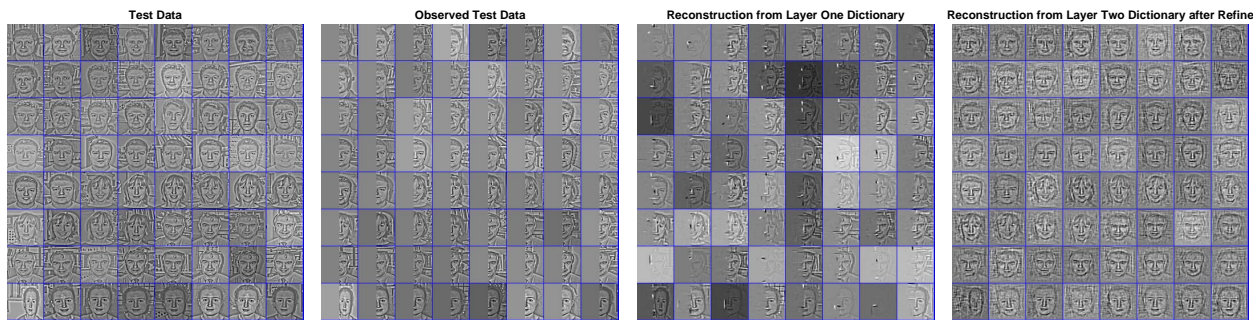 Test Data
Observed Test Data
Reconstruction from Layer One Dictionary
Reconstruction from Layer Two Dictionary after Refine